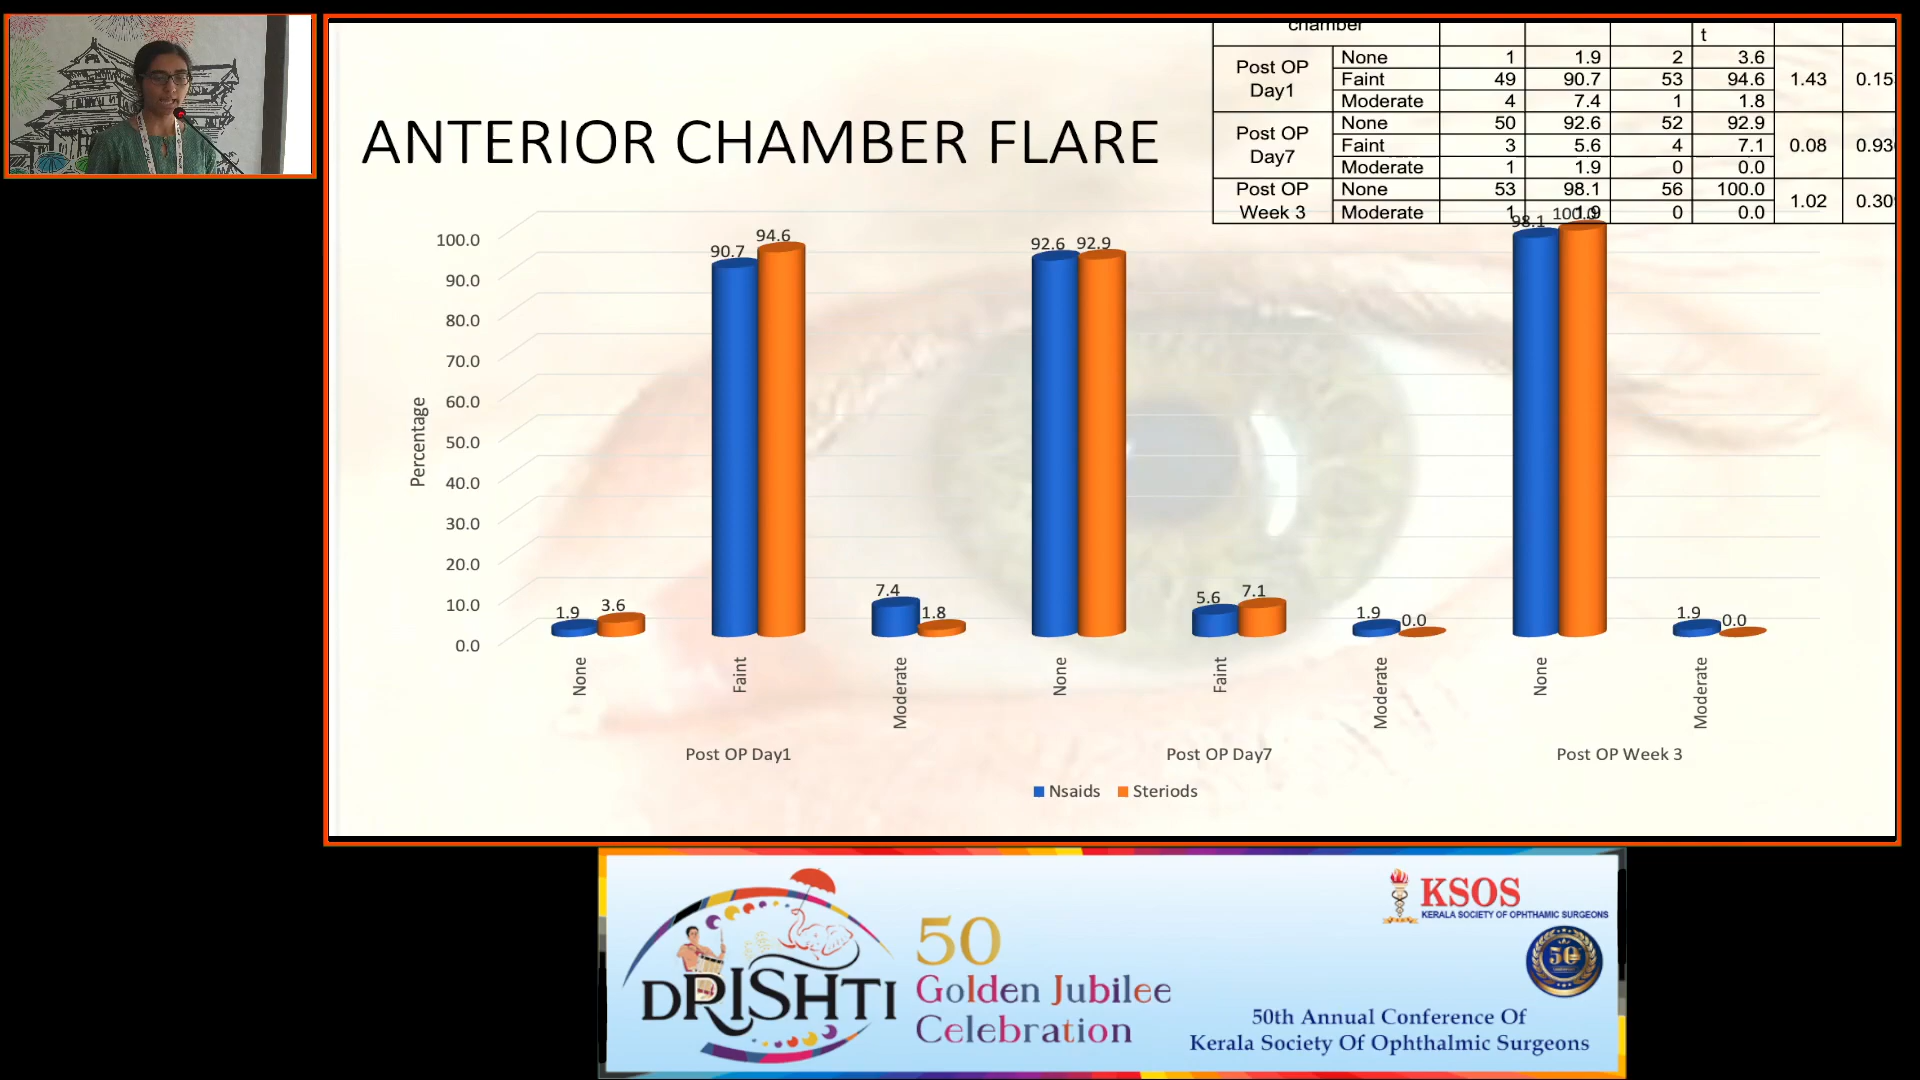 chamber
t
Post OP Day1 None 1 1.9 2 3.6
Faint 49 90.7 53 94.6 1.43 0.15
Moderate 4 7.4 1 1.8
Post OP Day7 None 50 92.6 52 92.9
Faint 3 5.6 4 7.1 0.08 0.93
Moderate 1 1.9 0 0.0
Post OP Week 3 None 53 98.1 56 100.0 1.02 0.30
Moderate 1 1.9 0 0.0
ANTERIOR CHAMBER FLARE
100.0
90.0
80.0
70.0
60.0
50.0
40.0
30.0
20.0
10.0
0.0
Percentage
1.9 3.6
90.7 94.6
7.4 1.8
92.6 92.9
5.6 7.1
1.9 0.0
98.1 100.0
1.9 0.0
None Faint Moderate None Faint Moderate None Moderate
Post OP Day1 Post OP Day7 Post OP Week 3
Nsaids Steriods
DRISHTI
50
Golden Jubilee
Celebration
KSOS
KERALA SOCIETY OF OPHTHAMIC SURGEONS
50
50th Annual Conference Of
Kerala Society Of Ophthalmic Surgeons